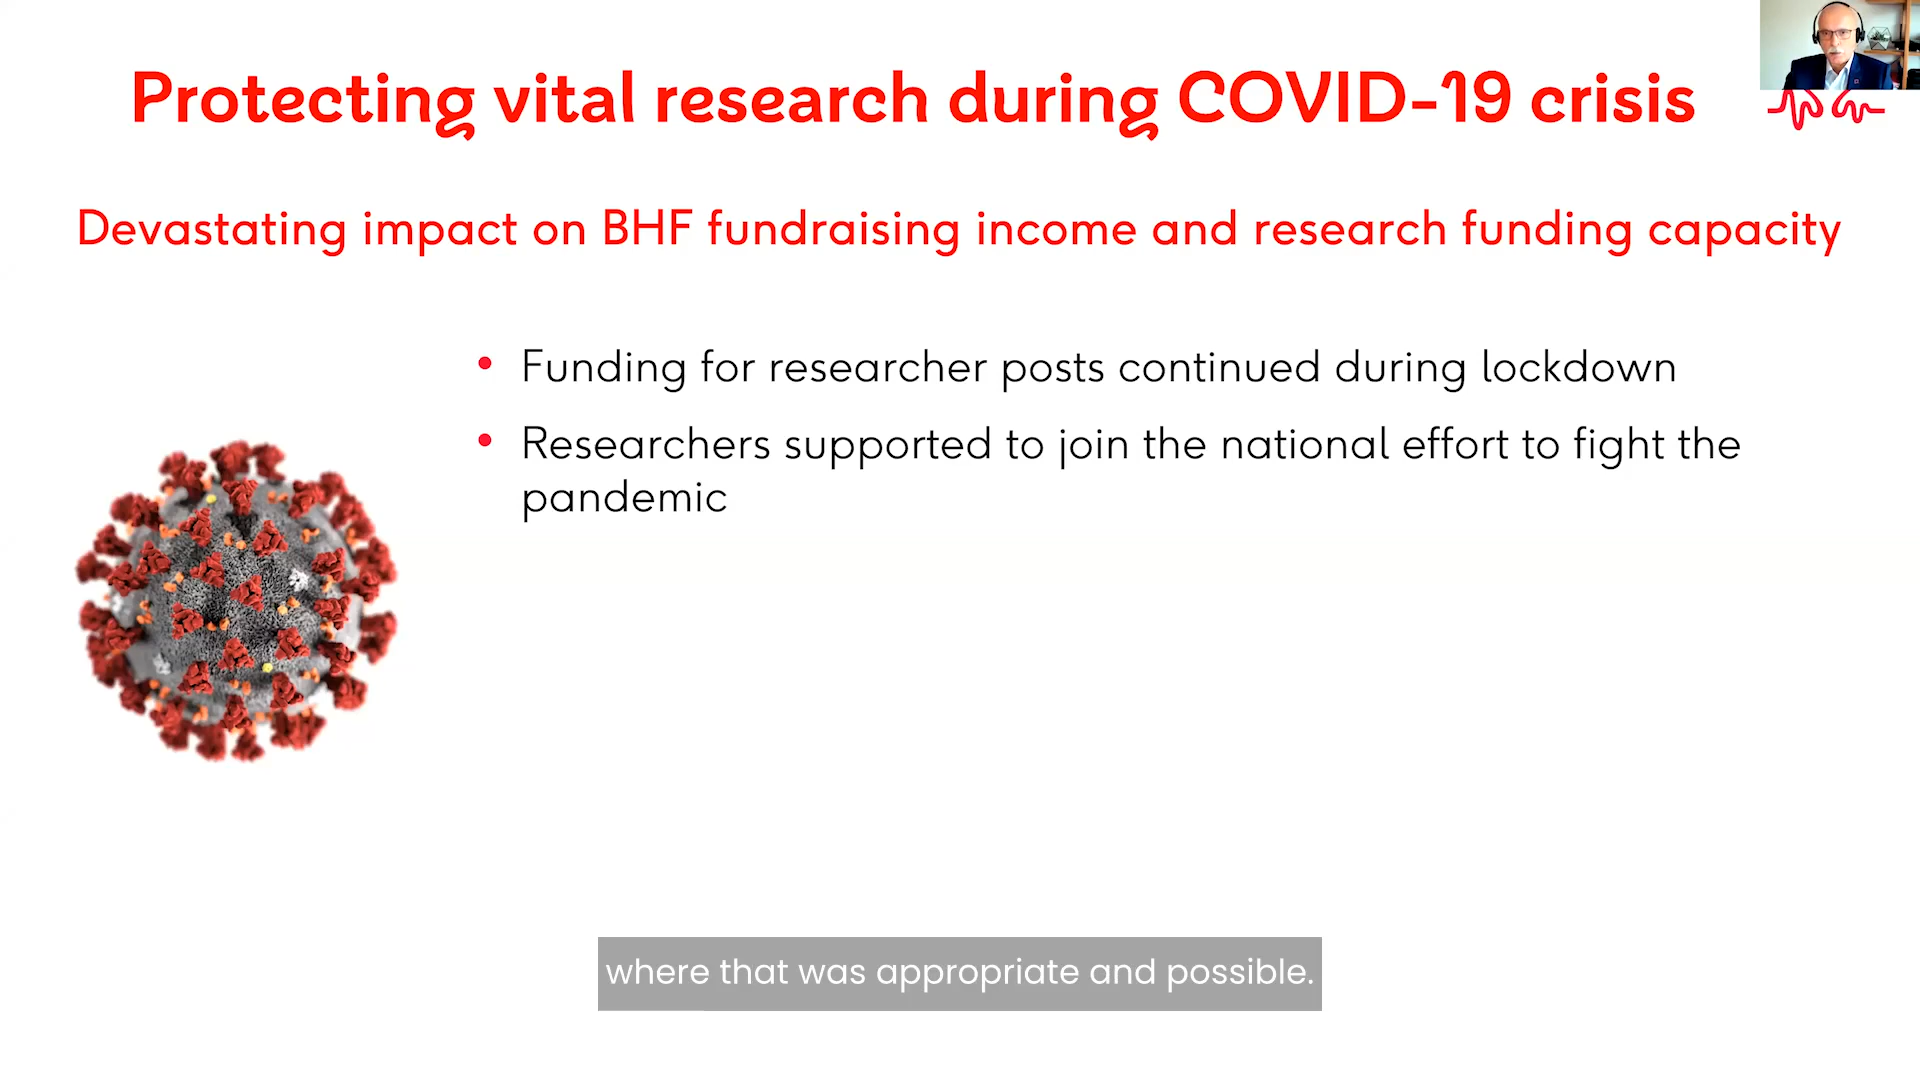 Protecting vital research during COVID-19 crisis
Devastating impact on BHF fundraising income and research funding capacity
• Funding for researcher posts continued during lockdown
• Researchers supported to join the national effort to fight the
pandemic
where that was appropriate and possible.